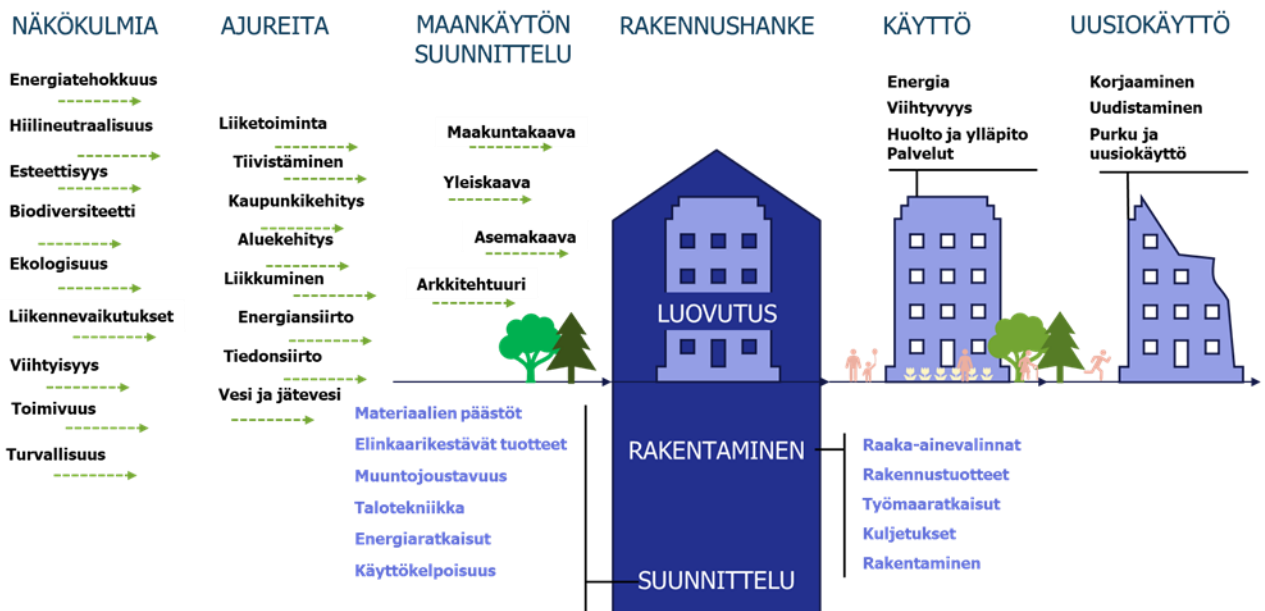 NÄKÖKULMIA
Energiatehokkuus
Hiilineutraalisuus
Esteettisyys
Biodiversiteetti
Ekologisuus
Liikennevaikutukset
Viihtyisyys
Toimivuus
Turvallisuus
AJUREITA
Liiketoiminta
Tiivistäminen
Kaupunkikehitys
Aluekehitys
Liikkuminen
Energiansiirto
Tiedonsiirto
Vesi ja jätevesi
MAANKÄYTÖN
SUUNNITTELU
Maakuntakaava
Yleiskaava
Asemakaava
Arkkitehtuuri
RAKENNUSHANKE
LUOVUTUS
RAKENTAMINEN
SUUNNITTELU
Materiaalien päästöt
Elinkaarikestävät tuotteet
Muuntojoustavuus
Talotekniikka
Energiaratkaisut
Käyttökelpoisuus
Raaka-ainevalinnat
Rakennustuotteet
Työmaaratkaisut
Kuljetukset
Rakentaminen
KÄYTTÖ
Energia
Viihtyvyys
Huolto ja ylläpito
Palvelut
UUSIOKÄYTTÖ
Korjaaminen
Uudistaminen
Purku ja
uusiokäyttö